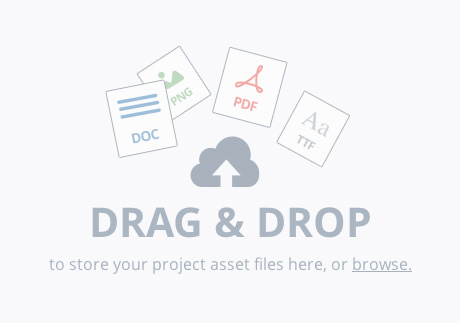 PNG
PDF
DOC
Aa
TTF
DRAG & DROP
to store your project asset files here, or browse.